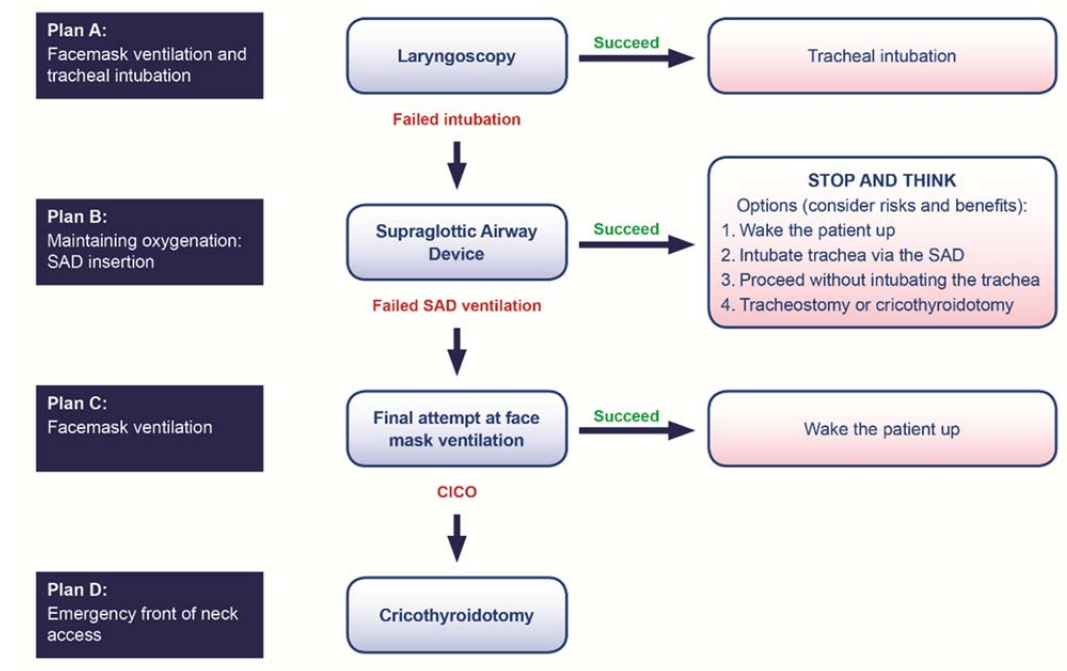 Plan A:
Facemask ventilation and
tracheal intubation
Laryngoscopy
Succeed
Tracheal intubation
Failed intubation
Plan B:
Maintaining oxygenation:
SAD insertion
Supraglottic Airway
Device
Succeed
STOP AND THINK
Options (consider risks and benefits):
1. Wake the patient up
2. Intubate trachea via the SAD
3. Proceed without intubating the trachea
4. Tracheostomy or cricothyroidotomy
Failed SAD ventilation
Plan C:
Facemask ventilation
Final attempt at face
mask ventilation
Succeed
Wake the patient up
CICO
Plan D:
Emergency front of neck
access
Cricothyroidotomy